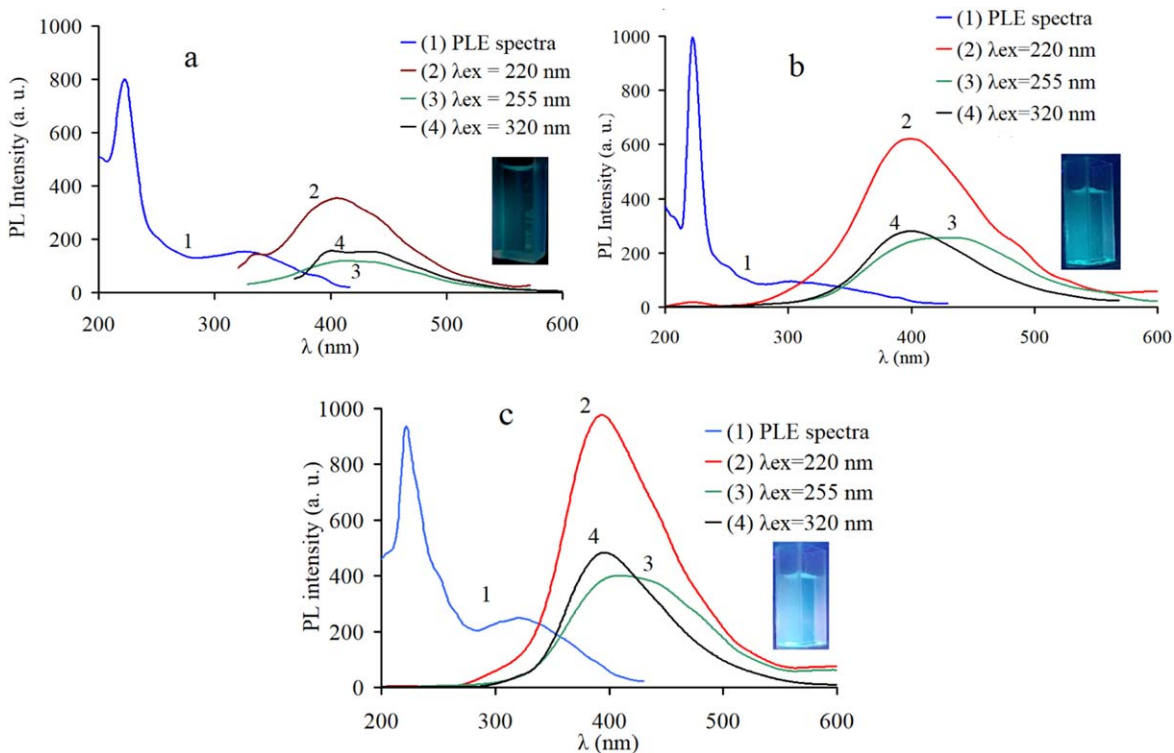 a
(1) PLE spectra
(2) λex = 220 nm
(3) λex = 255 nm
(4) λex = 320 nm
PL Intensity (a. u.)
1000
800
600
400
200
0
1
2
3
4
200 300 400 500 600
λ (nm)
b
(1) PLE spectra
(2) λex=220 nm
(3) λex=255 nm
(4) λex=320 nm
PL Intensity (a. u.)
1000
800
600
400
200
0
1
2
3
4
200 300 400 500 600
λ (nm)
c
(1) PLE spectra
(2) λex=220 nm
(3) λex=255 nm
(4) λex=320 nm
PL intensity (a. u.)
1000
800
600
400
200
0
1
2
3
4
200 300 400 500 600
λ (nm)